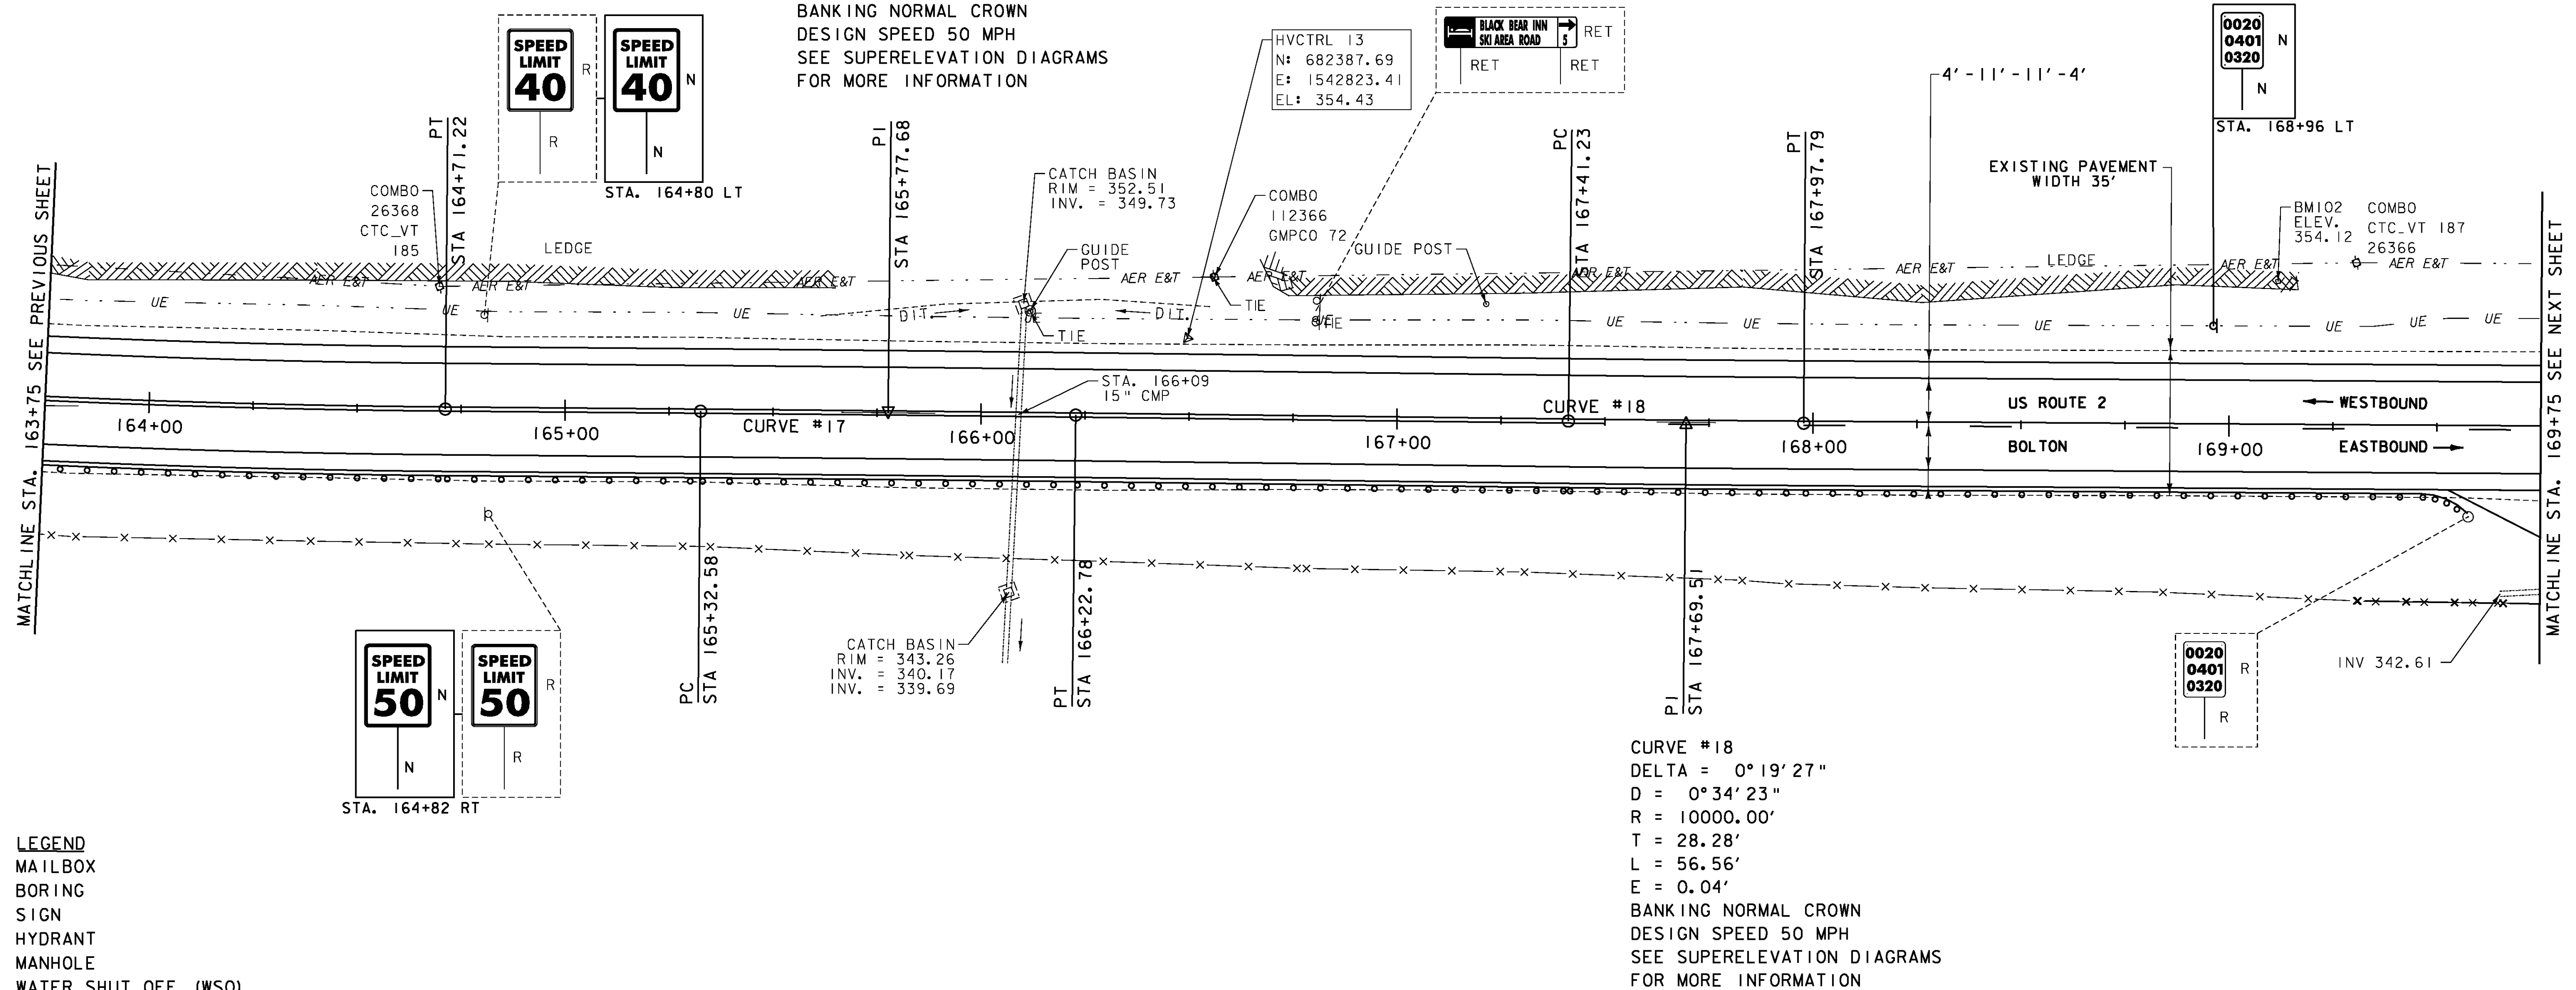 BANKING NORMAL CROWN
DESIGN SPEED 50 MPH
SEE SUPERELEVATION DIAGRAMS
FOR MORE INFORMATION
SPEED
LIMIT
40
R
R
SPEED
LIMIT
40
N
N
STA. 164+80 LT
HVCTRL 13
N: 682387.69
E: 1542823.41
EL: 354.43
BLACK BEAR INN
SKI AREA ROAD
5
RET
RET
RET
4'-11'-11'-4'
0020
0401
0320
N
N
STA. 168+96 LT
PT
STA 164+71.22
PI
STA 165+77.68
PC
STA 167+41.23
PT
STA 167+97.79
COMBO
26368
CTC_VT
185
CATCH BASIN
RIM = 352.51
INV. = 349.73
COMBO
112366
GMPCO 72
EXISTING PAVEMENT
WIDTH 35'
BM102
ELEV.
354.12
COMBO
CTC_VT 187
26366
LEDGE
GUIDE
POST
GUIDE POST
LEDGE
AER E&T
AER E&T
AER E&T
AER E&T
AER E&T
AER E&T
AER E&T
AER E&T
AER E&T
UE
UE
UE
DIT.
UE
TIE
DIT.
TIE
UE
TIE
UE
UE
UE
UE
UE
UE
MATCHLINE STA. 163+75 SEE PREVIOUS SHEET
MATCHLINE STA. 169+75 SEE NEXT SHEET
STA. 166+09
15" CMP
164+00
165+00
CURVE #17
166+00
167+00
CURVE #18
168+00
169+00
US ROUTE 2
BOLTON
WESTBOUND
EASTBOUND
PC
STA 165+32.58
PT
STA 166+22.78
PI
STA 167+69.51
CATCH BASIN
RIM = 343.26
INV. = 340.17
INV. = 339.69
SPEED
LIMIT
50
N
N
SPEED
LIMIT
50
R
R
STA. 164+82 RT
0020
0401
0320
R
R
INV 342.61
CURVE #18
DELTA = 0°19'27"
D = 0°34'23"
R = 10000.00'
T = 28.28'
L = 56.56'
E = 0.04'
BANKING NORMAL CROWN
DESIGN SPEED 50 MPH
SEE SUPERELEVATION DIAGRAMS
FOR MORE INFORMATION
LEGEND
MAILBOX
BORING
SIGN
HYDRANT
MANHOLE
WATER SHUT OFF (WSO)